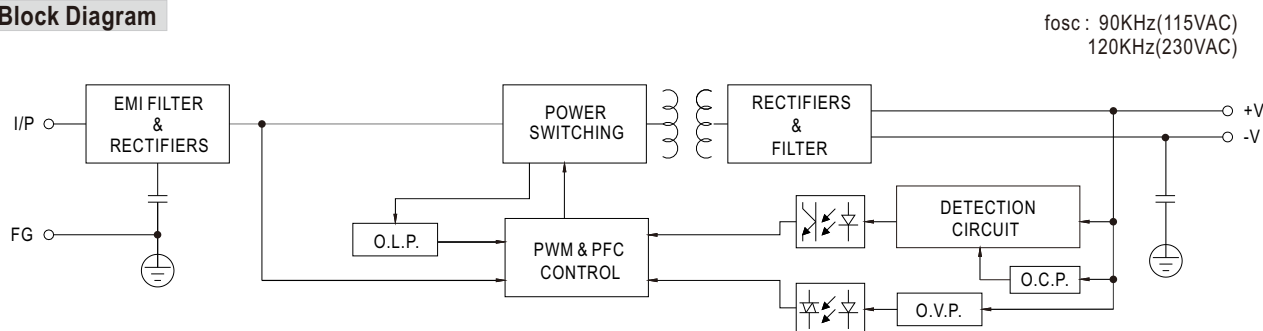 Block Diagram
fosc : 90KHz(115VAC)
120KHz(230VAC)
I/P
EMI FILTER
&
RECTIFIERS
POWER
SWITCHING
RECTIFIERS
&
FILTER
+V
-V
FG
O.L.P.
PWM & PFC
CONTROL
DETECTION
CIRCUIT
O.C.P.
O.V.P.